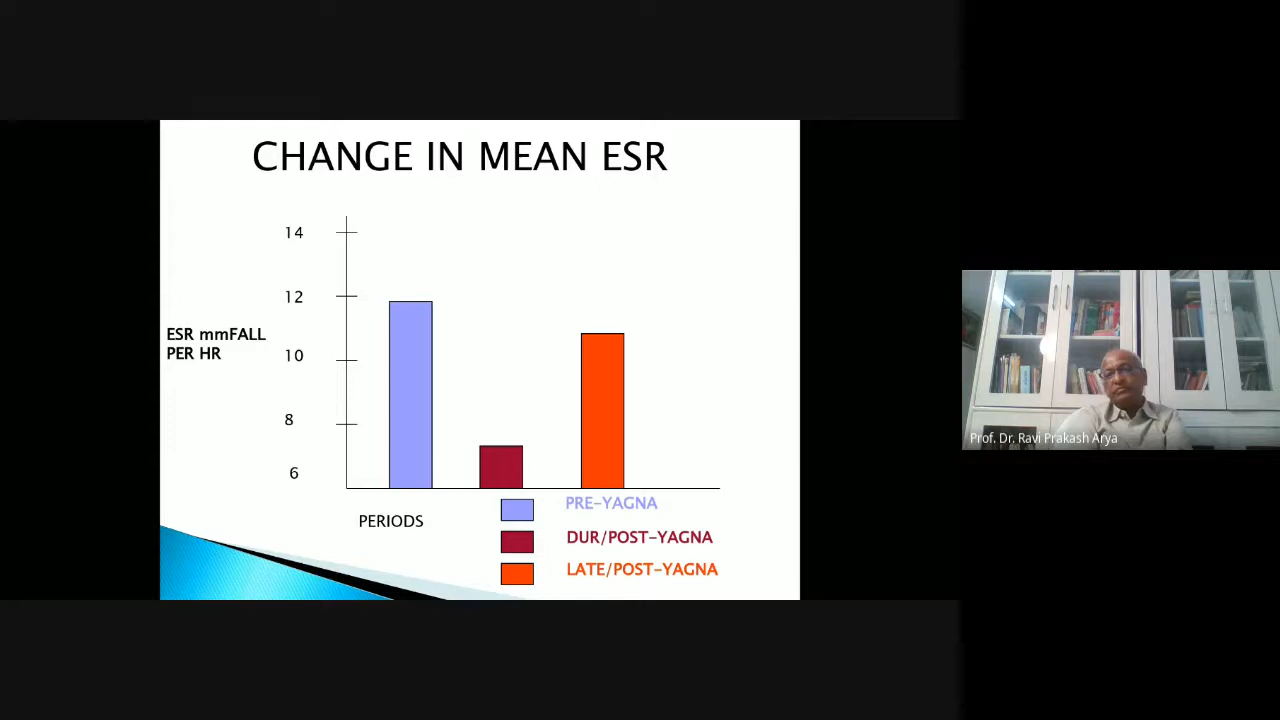 CHANGE IN MEAN ESR
14
12
ESR mmFALL
PER HR
10
8
6
PERIODS
PRE-YAGNA
DUR/POST-YAGNA
LATE/POST-YAGNA
Prof. Dr. Ravi Prakash Arya